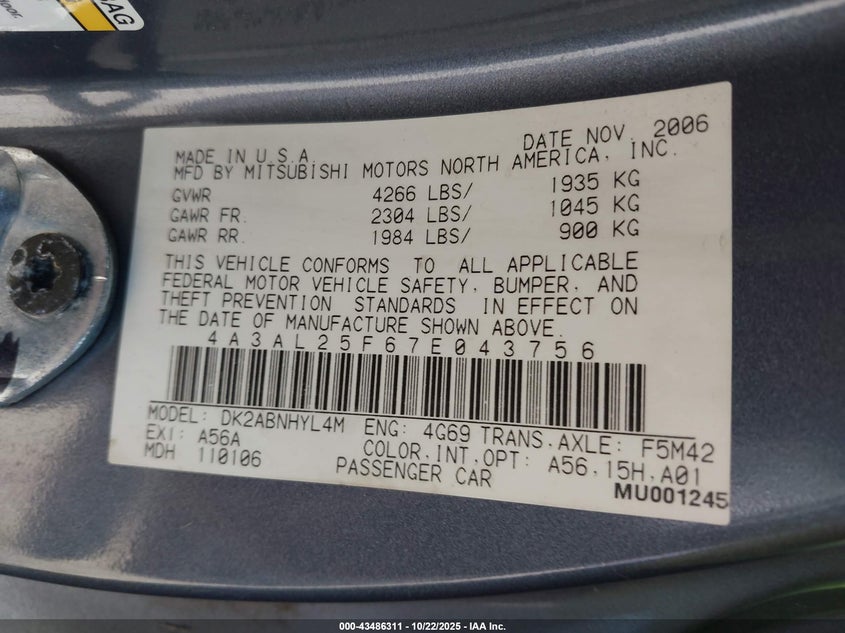 AG
door.
DATE NOV. 2006
MADE IN U.S.A
MFD BY MITSUBISHI MOTORS NORTH AMERICA, INC.
GVWR 4266 LBS/ 1935 KG
GAWR FR. 2304 LBS/ 1045 KG
GAWR RR. 1984 LBS/ 900 KG
THIS VEHICLE CONFORMS TO ALL APPLICABLE
FEDERAL MOTOR VEHICLE SAFETY, BUMPER, AND
THEFT PREVENTION STANDARDS IN EFFECT ON
THE DATE OF MANUFACTURE SHOWN ABOVE.
4A3AL25F67E043756
MODEL: DK2ABNHYL4M ENG: 4G69 TRANS.AXLE: F5M42
EXT: A56A COLOR.INT.OPT: A56.15H.A01
MDH 110106 PASSENGER CAR
MU001245
000-43486311 - 10/22/2025 - IAA Inc.